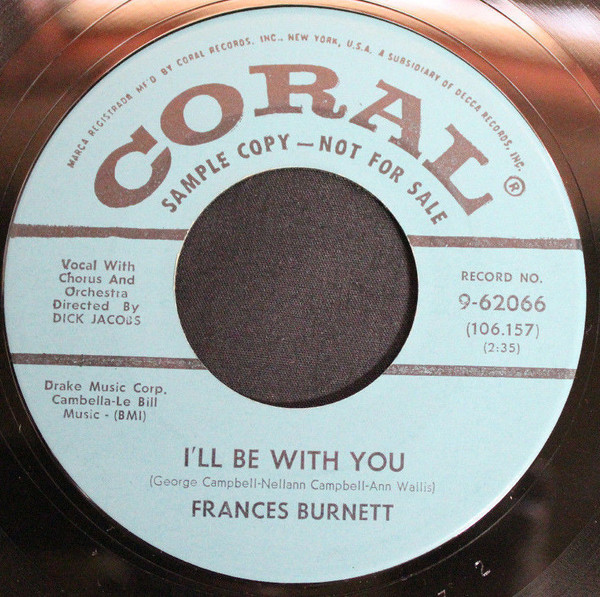 MARCA REGISTRADA MF'D BY CORAL RECORDS, INC., NEW YORK, U.S.A. A SUBSIDIARY OF DECCA RECORDS, INC.
CORAL®
SAMPLE COPY — NOT FOR SALE
Vocal With
Chorus And
Orchestra
Directed By
DICK JACOBS
RECORD NO.
9-62066
(106.157)
(2:35)
Drake Music Corp.
Cambella-Le Bill
Music - (BMI)
I'LL BE WITH YOU
(George Campbell-Nellann Campbell-Ann Wallis)
FRANCES BURNETT
7 2